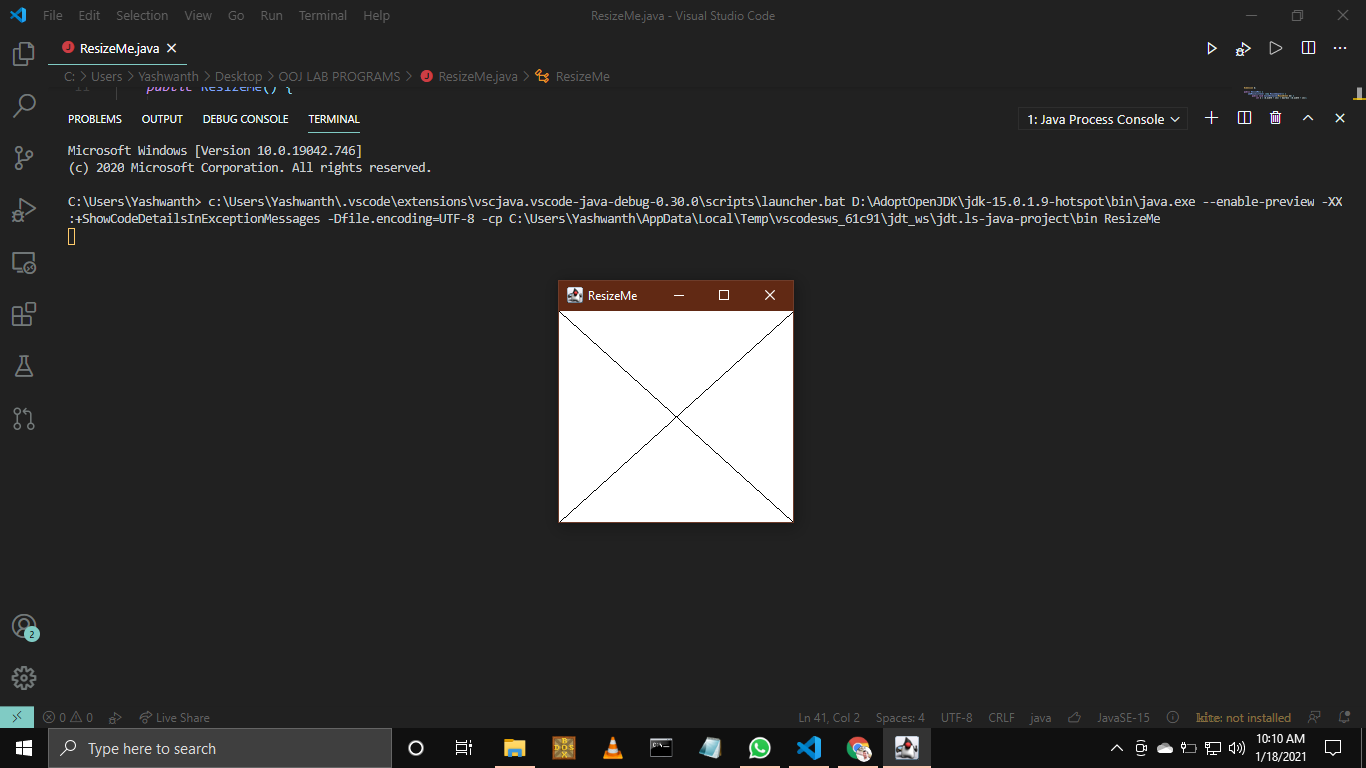 File Edit Selection View Go Run Terminal Help ResizeMe.java - Visual Studio Code
ResizeMe.java
C: > Users > Yashwanth > Desktop > OOJ LAB PROGRAMS > ResizeMe.java > ResizeMe
11 public ResizeMe() {
PROBLEMS OUTPUT DEBUG CONSOLE TERMINAL 1: Java Process Console
Microsoft Windows [Version 10.0.19042.746]
(c) 2020 Microsoft Corporation. All rights reserved.
C:\Users\Yashwanth> c:\Users\Yashwanth\.vscode\extensions\vscjava.vscode-java-debug-0.30.0\scripts\launcher.bat D:\AdoptOpenJDK\jdk-15.0.1.9-hotspot\bin\java.exe --enable-preview -XX
:+ShowCodeDetailsInExceptionMessages -Dfile.encoding=UTF-8 -cp C:\Users\Yashwanth\AppData\Local\Temp\vscodesws_61c91\jdt_ws\jdt.ls-java-project\bin ResizeMe
ResizeMe
2
0 0 Live Share Ln 41, Col 2 Spaces: 4 UTF-8 CRLF java JavaSE-15 kite: not installed
Type here to search
10:10 AM
1/18/2021